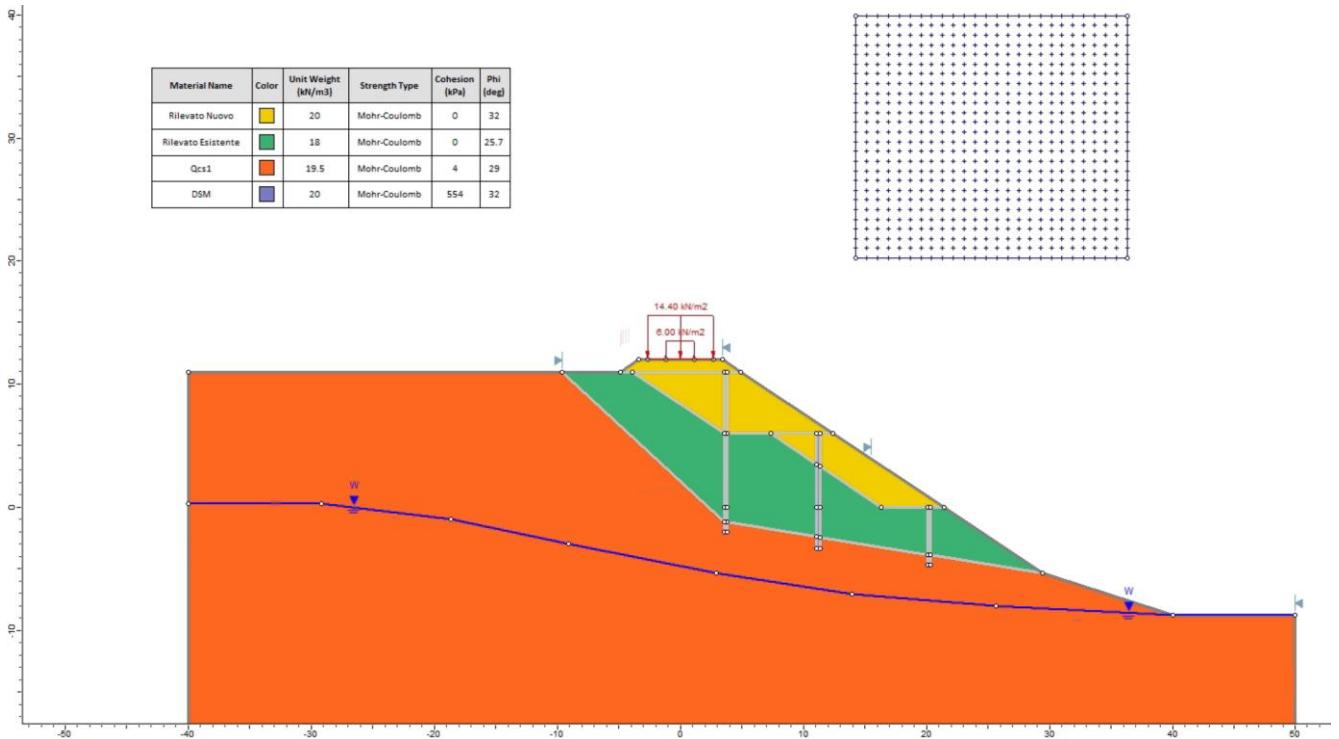 40
30
20
10
0
-10
Material Name Color Unit Weight (kN/m3) Strength Type Cohesion (kPa) Phi (deg)
Rilevato Nuovo 20 Mohr-Coulomb 0 32
Rilevato Esistente 18 Mohr-Coulomb 0 25.7
Qcs1 19.5 Mohr-Coulomb 4 29
DSM 20 Mohr-Coulomb 554 32
14.40 kN/m2
6.00 kN/m2
W
W
-50 -40 -30 -20 -10 0 10 20 30 40 50